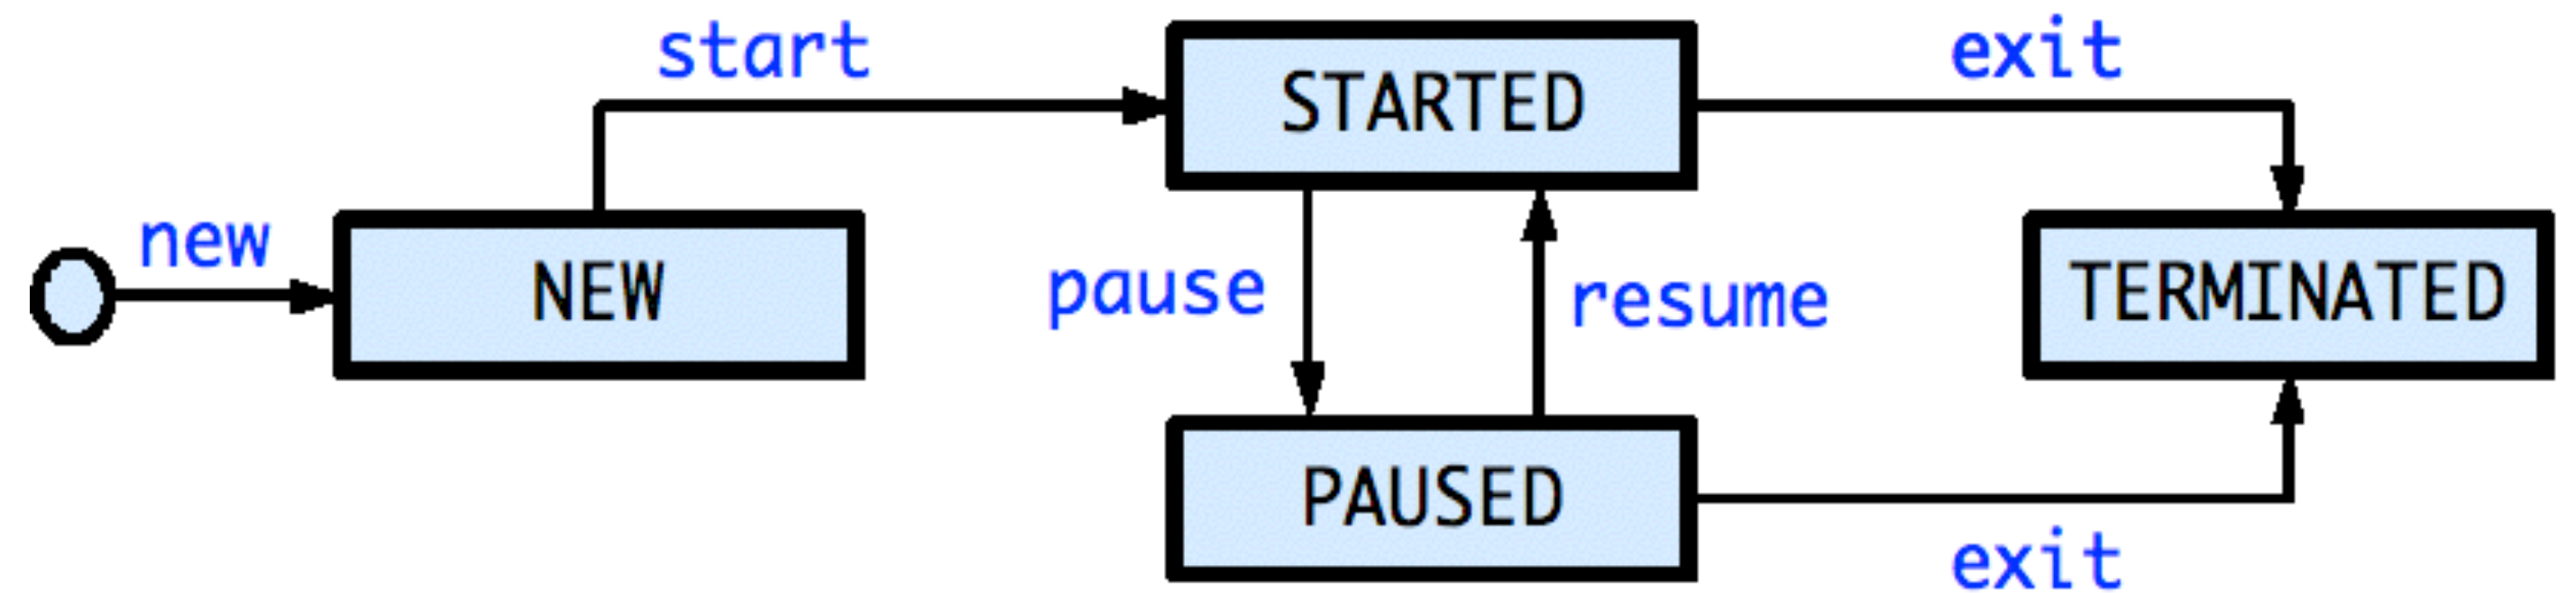 start
STARTED
exit
new
NEW
pause
resume
TERMINATED
PAUSED
exit